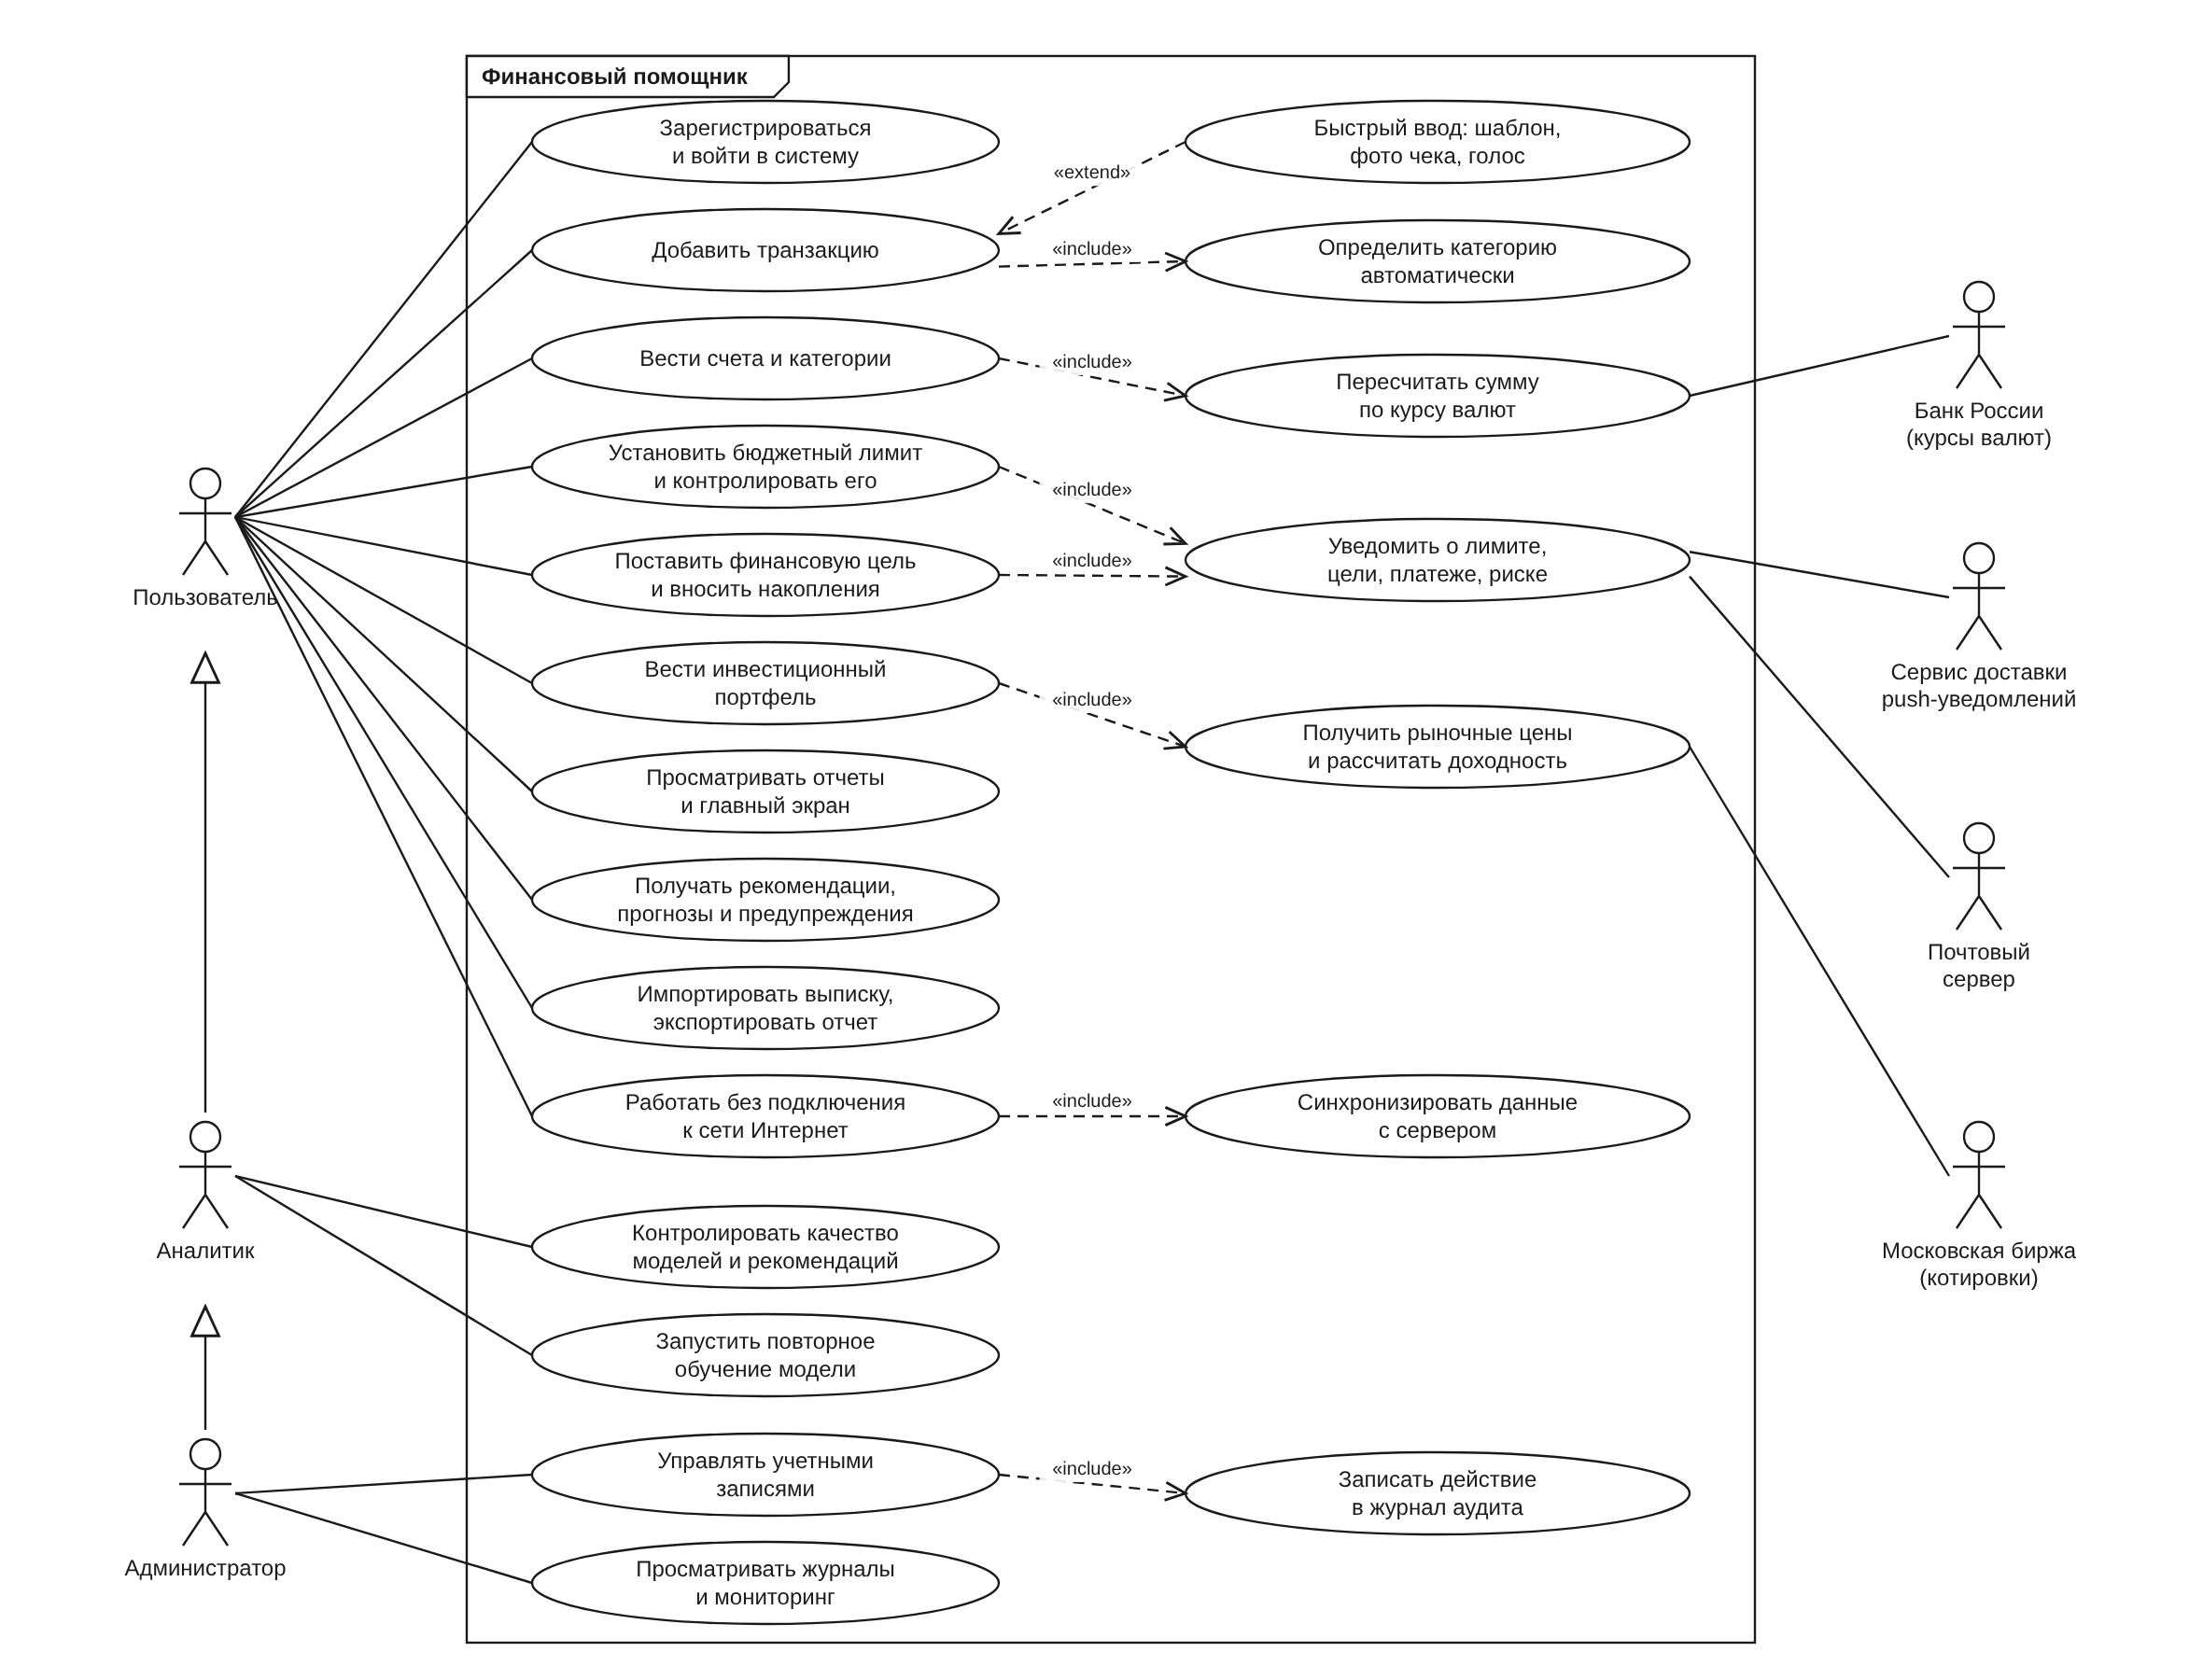 Финансовый помощник
Зарегистрироваться
и войти в систему
Быстрый ввод: шаблон,
фото чека, голос
«extend»
Добавить транзакцию
«include»
Определить категорию
автоматически
Вести счета и категории
«include»
Пересчитать сумму
по курсу валют
Банк России
(курсы валют)
Установить бюджетный лимит
и контролировать его
«include»
Пользователь
Поставить финансовую цель
и вносить накопления
«include»
Уведомить о лимите,
цели, платеже, риске
Сервис доставки
push-уведомлений
Вести инвестиционный
портфель
«include»
Получить рыночные цены
и рассчитать доходность
Просматривать отчеты
и главный экран
Получать рекомендации,
прогнозы и предупреждения
Почтовый
сервер
Импортировать выписку,
экспортировать отчет
Работать без подключения
к сети Интернет
«include»
Синхронизировать данные
с сервером
Аналитик
Контролировать качество
моделей и рекомендаций
Московская биржа
(котировки)
Запустить повторное
обучение модели
Управлять учетными
записями
«include»
Записать действие
в журнал аудита
Администратор
Просматривать журналы
и мониторинг